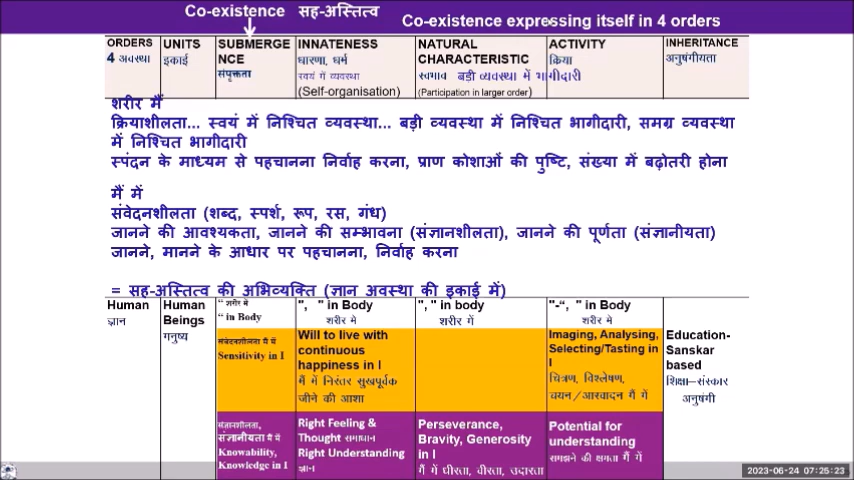 Co-existence सह-अस्तित्व
Co-existence expressing itself in 4 orders
ORDERS
4 अवस्था
UNITS
इकाई
SUBMERGE
NCE
संपृक्तता
INNATENESS
धारणा, धर्म
स्वयं में व्यवस्था
(Self-organisation)
NATURAL
CHARACTERISTIC
स्वभाव बड़ी व्यवस्था में भागीदारी
(Participation in larger order)
ACTIVITY
क्रिया
INHERITANCE
अनुषंगीयता
शरीर में
क्रियाशीलता... स्वयं में निश्चित व्यवस्था... बड़ी व्यवस्था में निश्चित भागीदारी, समग्र व्यवस्था
में निश्चित भागीदारी
स्पंदन के माध्यम से पहचानना निर्वाह करना, प्राण कोशाओं की पुष्टि, संख्या में बढ़ोतरी होना
मैं में
संवेदनशीलता (शब्द, स्पर्श, रूप, रस, गंध)
जानने की आवश्यकता, जानने की सम्भावना (संज्ञानशीलता), जानने की पूर्णता (संज्ञानीयता)
जानने, मानने के आधार पर पहचानना, निर्वाह करना
= सह-अस्तित्व की अभिव्यक्ति (ज्ञान अवस्था की इकाई में)
Human
ज्ञान
Human
Beings
मनुष्य
“ शरीर में
“ in Body
", " in Body
शरीर में
", " in body
शरीर में
"-“, " in Body
शरीर में
संवेदनशीलता मैं में
Sensitivity in I
Will to live with
continuous
happiness in I
मैं में निरंतर सुखपूर्वक
जीने की आशा
Imaging, Analysing,
Selecting/Tasting in
I
चित्रण, विश्लेषण,
चयन/आस्वादन मैं में
Education-
Sanskar
based
शिक्षा–संस्कार
अनुषंगी
संज्ञानशीलता,
संज्ञानीयता मैं में
Knowability,
Knowledge in I
Right Feeling &
Thought समाधान
Right Understanding
ज्ञान
Perseverance,
Bravity, Generosity
in I
मैं में धीरता, वीरता, उदारता
Potential for
understanding
समझने की क्षमता मैं में
2023-06-24 07:25:23